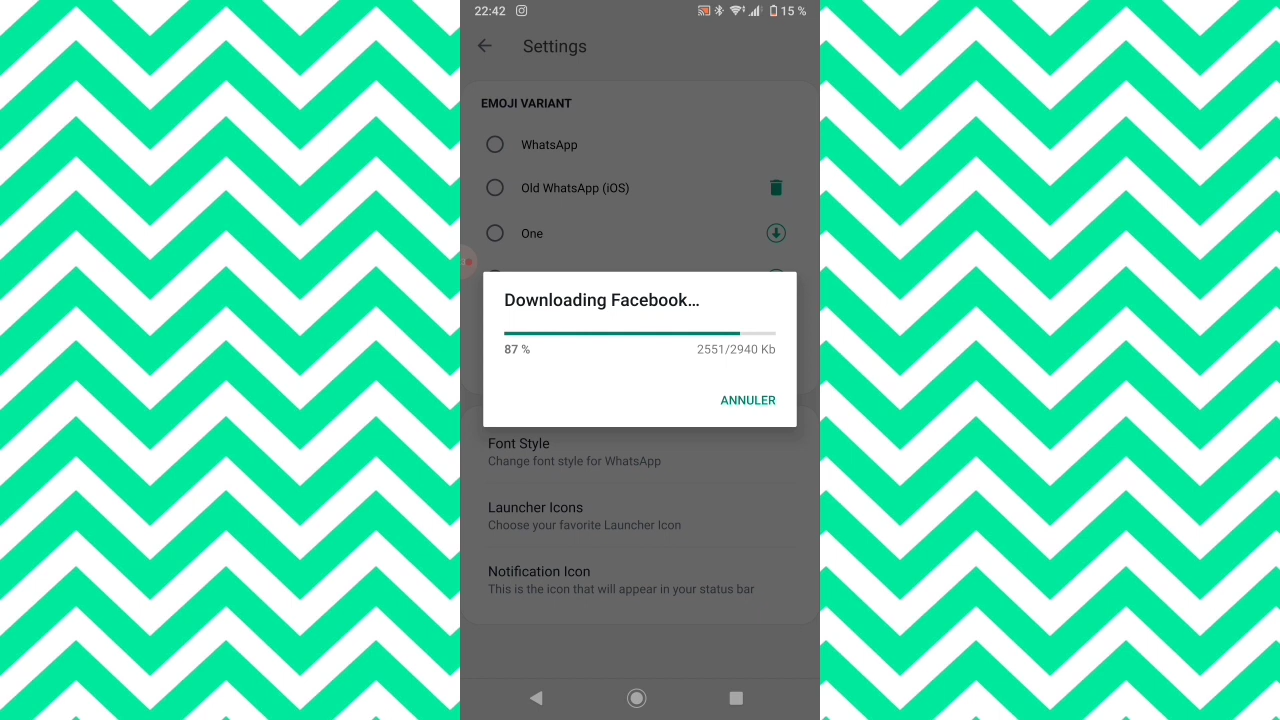 22:42
15 %
Settings
EMOJI VARIANT
WhatsApp
Old WhatsApp (iOS)
One
Downloading Facebook...
87 %
2551/2940 Kb
ANNULER
Font Style
Change font style for WhatsApp
Launcher Icons
Choose your favorite Launcher Icon
Notification Icon
This is the icon that will appear in your status bar